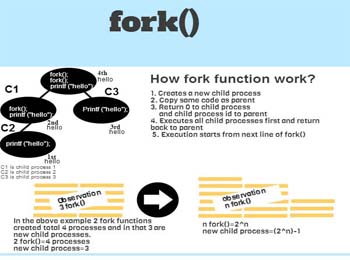 fork()
fork();
fork();
printf ("hello");
4th
hello
C1
C3
fork();
printf ("hello");
Printf ("hello");
2nd
hello
3rd
hello
C2
printf ("hello");
1st
hello
C1 is child process 1
C2 is child process 2
C3 is child process 3
How fork function work?
1. Creates a new child process
2. Copy same code as parent
3. Return 0 to child process
and child process id to parent
4. Executes all child processes first and return
back to parent
5. Execution starts from next line of fork()
observation
3 fork()
observation
n fork()
In the above example 2 fork functions
created total 4 processes and in that 3 are
new child processes.
2 fork()=4 processes
new child process=3
n fork()=2^n
new child process=(2^n)-1